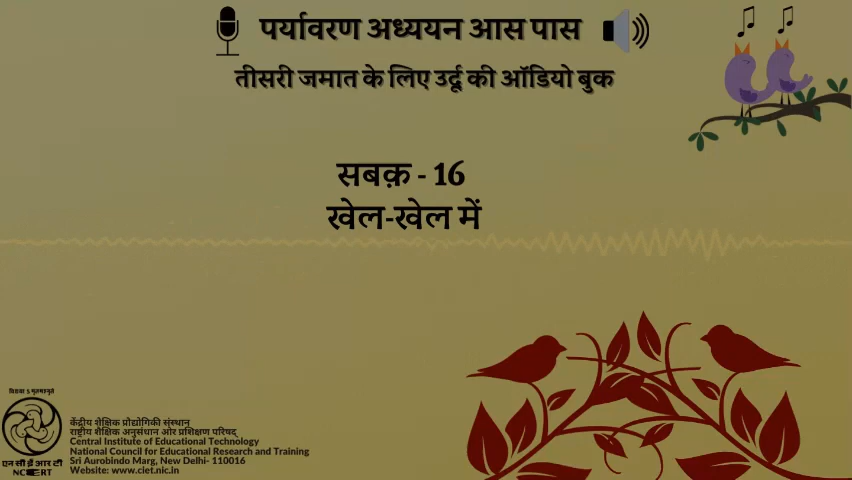 पर्यावरण अध्ययन आस पास
तीसरी जमात के लिए उर्दू की ऑडियो बुक
सबक़ - 16
खेल-खेल में
विद्यया ऽ मृतमश्नुते
एन सी ई आर टी
NCERT
केंद्रीय शैक्षिक प्रौद्योगिकी संस्थान
राष्ट्रीय शैक्षिक अनुसंधान और प्रशिक्षण परिषद्
Central Institute of Educational Technology
National Council for Educational Research and Training
Sri Aurobindo Marg, New Delhi- 110016
Website: www.ciet.nic.in